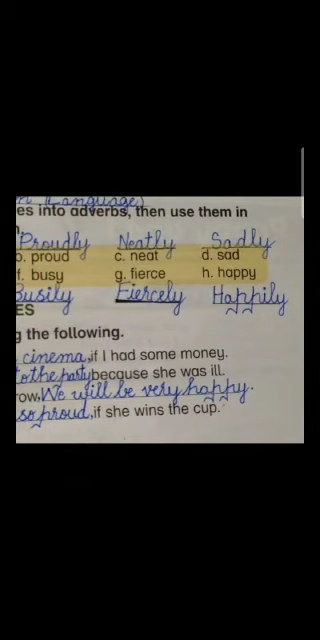 (Language)
es into adverbs, then use them in
n.
Proudly Neatly Sadly
b. proud c. neat d. sad
f. busy g. fierce h. happy
Busily Fiercely Happily
ES
g the following.
cinema, if I had some money.
to the party because she was ill.
ow, We will be very happy.
so proud, if she wins the cup.